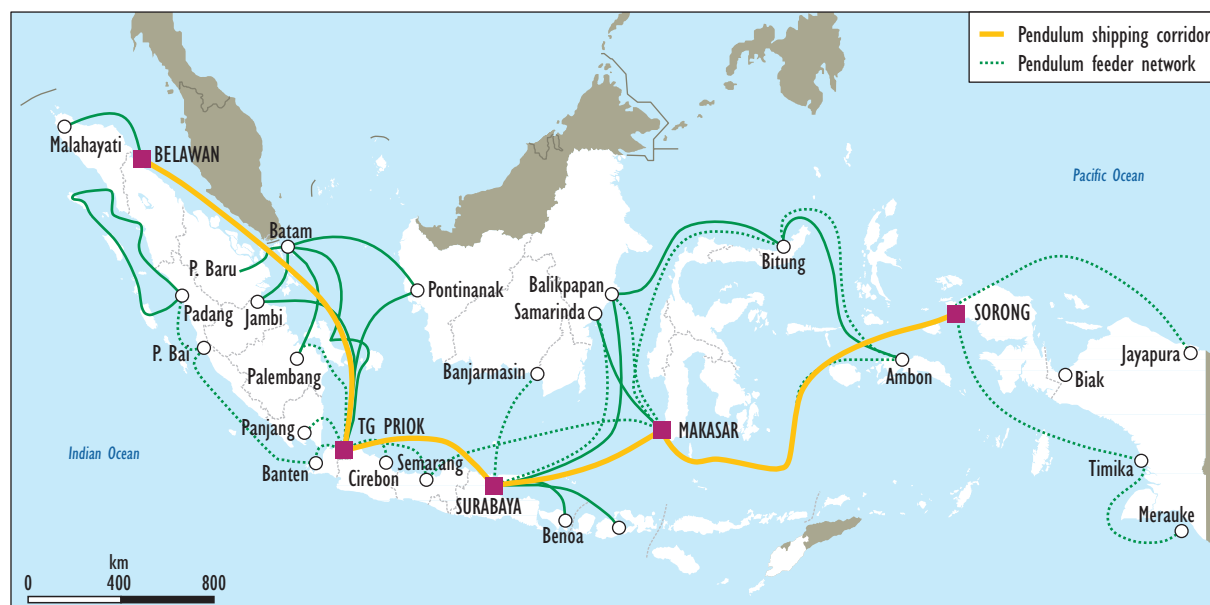 Pendulum shipping corridor
Pendulum feeder network
Malahayati
BELAWAN
Pacific Ocean
Batam
P. Baru
Bitung
Padang
Jambi
Pontinanak
Balikpapan
Samarinda
SORONG
P. Bai
Palembang
Banjarmasin
Ambon
Jayapura
Biak
Panjang
TG PRIOK
MAKASAR
Indian Ocean
Banten
Cirebon
Semarang
Timika
SURABAYA
Benoa
Merauke
km
0 400 800